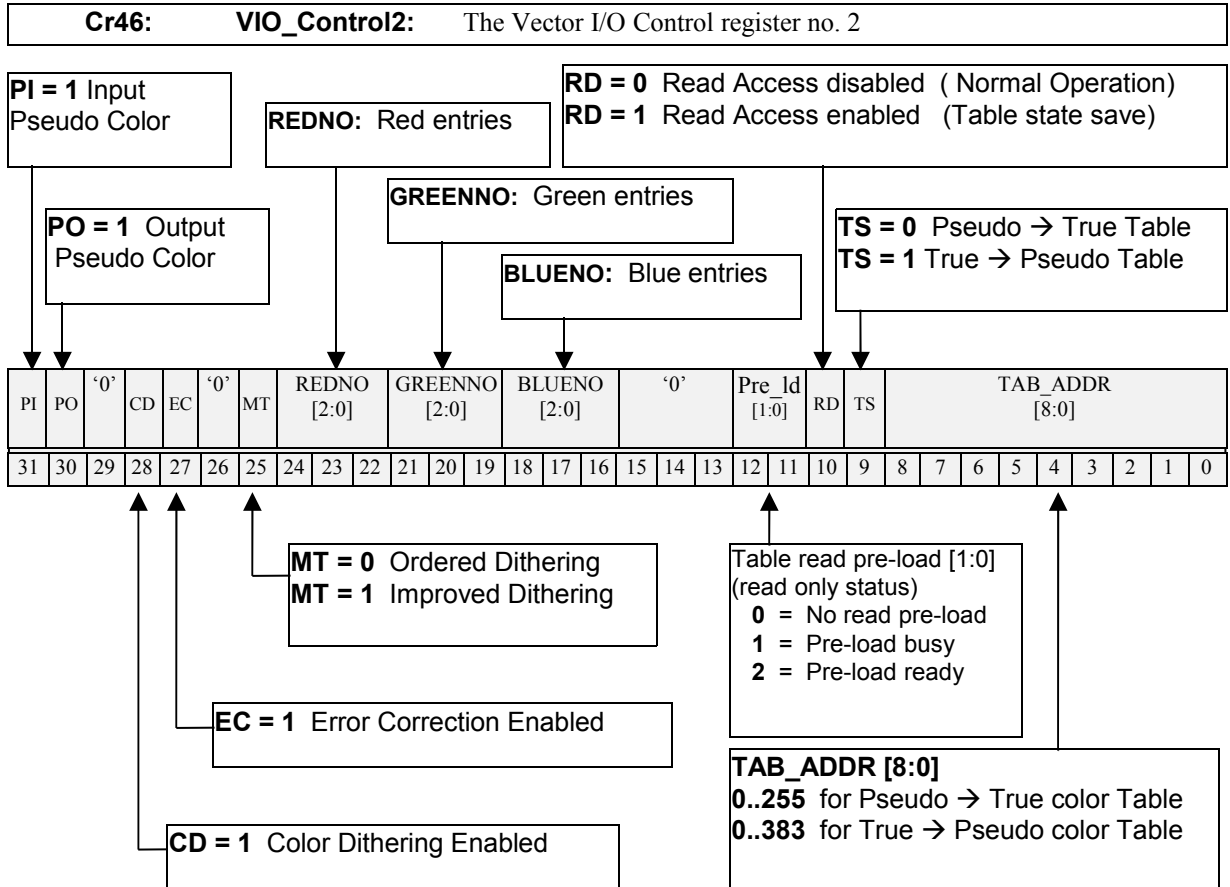 Cr46: VIO_Control2: The Vector I/O Control register no. 2
PI = 1 Input
Pseudo Color
REDNO: Red entries
RD = 0 Read Access disabled ( Normal Operation)
RD = 1 Read Access enabled (Table state save)
PO = 1 Output
Pseudo Color
GREENNO: Green entries
BLUENO: Blue entries
TS = 0 Pseudo → True Table
TS = 1 True → Pseudo Table
PI PO ‘0’ CD EC ‘0’ MT REDNO GREENNO BLUENO ‘0’ Pre_ld RD TS TAB_ADDR
[2:0] [2:0] [2:0] [1:0] [8:0]
31 30 29 28 27 26 25 24 23 22 21 20 19 18 17 16 15 14 13 12 11 10 9 8 7 6 5 4 3 2 1 0
MT = 0 Ordered Dithering
MT = 1 Improved Dithering
Table read pre-load [1:0]
(read only status)
0 = No read pre-load
1 = Pre-load busy
2 = Pre-load ready
EC = 1 Error Correction Enabled
TAB_ADDR [8:0]
0..255 for Pseudo → True color Table
0..383 for True → Pseudo color Table
CD = 1 Color Dithering Enabled